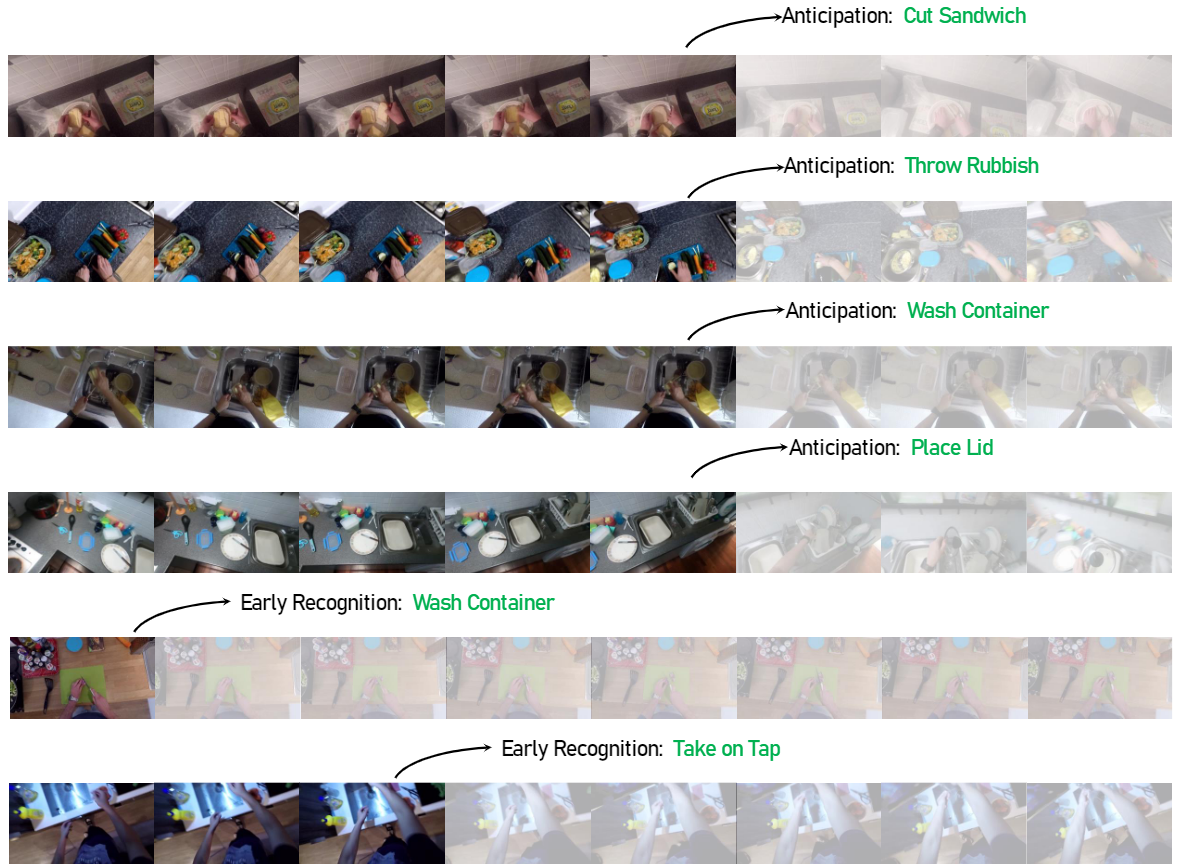 Anticipation: Cut Sandwich
Anticipation: Throw Rubbish
Anticipation: Wash Container
Anticipation: Place Lid
Early Recognition: Wash Container
Early Recognition: Take on Tap